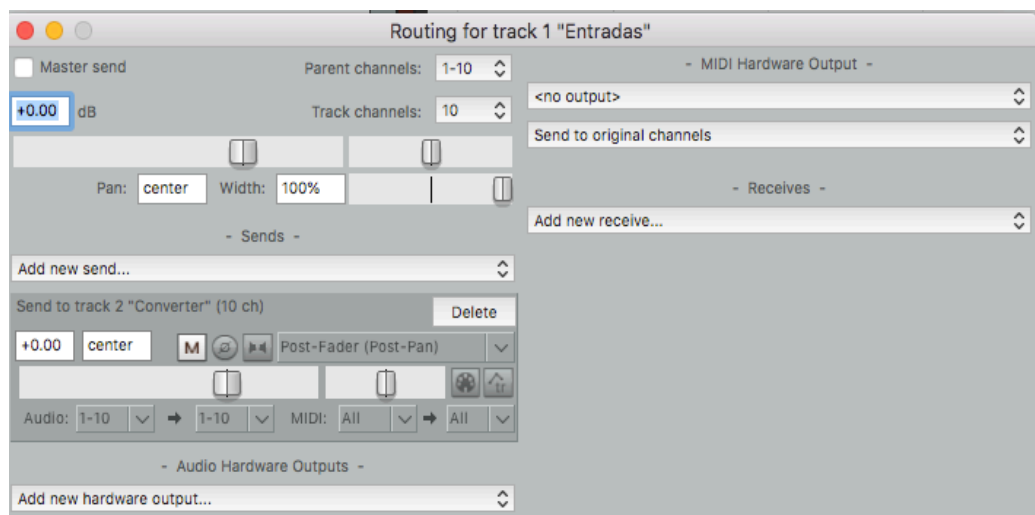 Routing for track 1 "Entradas"
Master send Parent channels: 1-10
+0.00 dB Track channels: 10
Pan: center Width: 100%
- Sends -
Add new send...
Send to track 2 "Converter" (10 ch) Delete
+0.00 center M Ø Post-Fader (Post-Pan)
tr
Audio: 1-10 → 1-10 MIDI: All → All
- Audio Hardware Outputs -
Add new hardware output...
- MIDI Hardware Output -
<no output>
Send to original channels
- Receives -
Add new receive...